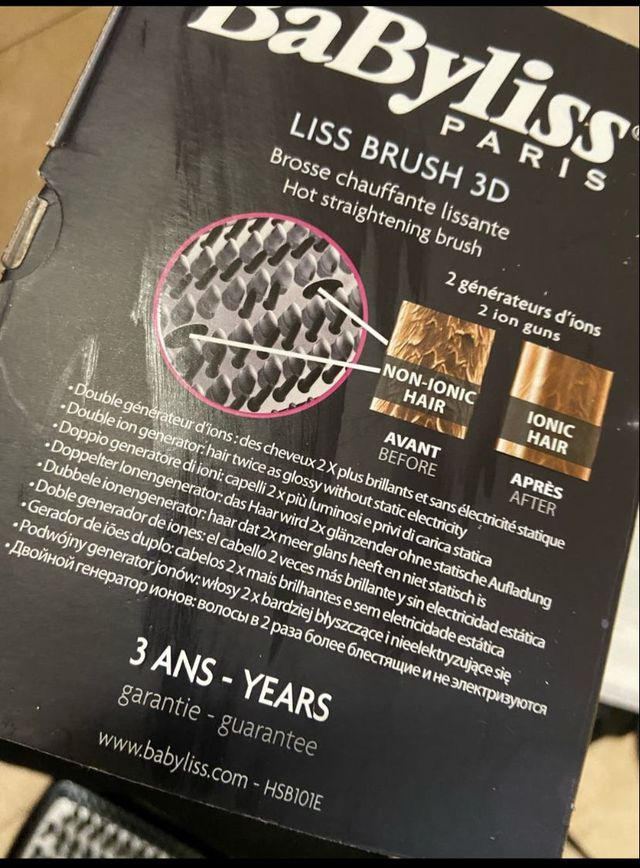 BaByliss®
PARIS
LISS BRUSH 3D
Brosse chauffante lissante
Hot straightening brush
2 générateurs d'ions
2 ion guns
NON-IONIC
HAIR
IONIC
HAIR
AVANT
BEFORE
APRÈS
AFTER
• Double générateur d'ions : des cheveux 2 X plus brillants et sans électricité statique
• Double ion generator: hair twice as glossy without static electricity
• Doppio generatore di ioni: capelli 2 x più luminosi e privi di carica statica
• Doppelter Ionengenerator: das Haar wird 2x glänzender ohne statische Aufladung
• Dubbele ionengenerator: haar dat 2x meer glans heeft en niet statisch is
• Doble generador de iones: el cabello 2 veces más brillante y sin electricidad estática
• Gerador de iões duplo: cabelos 2 x mais brilhantes e sem eletricidade estática
• Podwójny generator jonów: włosy 2 x bardziej błyszczące i nieelektryzujące się
• Двойной генератор ионов: волосы в 2 раза более блестящие и не электризуются
3 ANS - YEARS
garantie - guarantee
www.babyliss.com - HSB101E